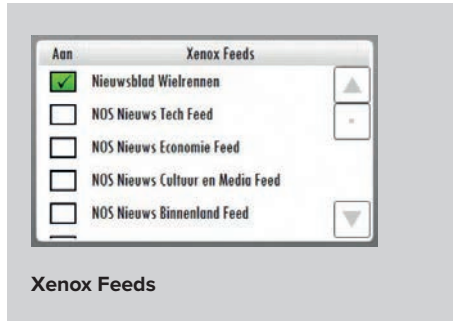 Aan Xenox Feeds
Nieuwsblad Wielrennen
NOS Nieuws Tech Feed
NOS Nieuws Economie Feed
NOS Nieuws Cultuur en Media Feed
NOS Nieuws Binnenland Feed
Xenox Feeds